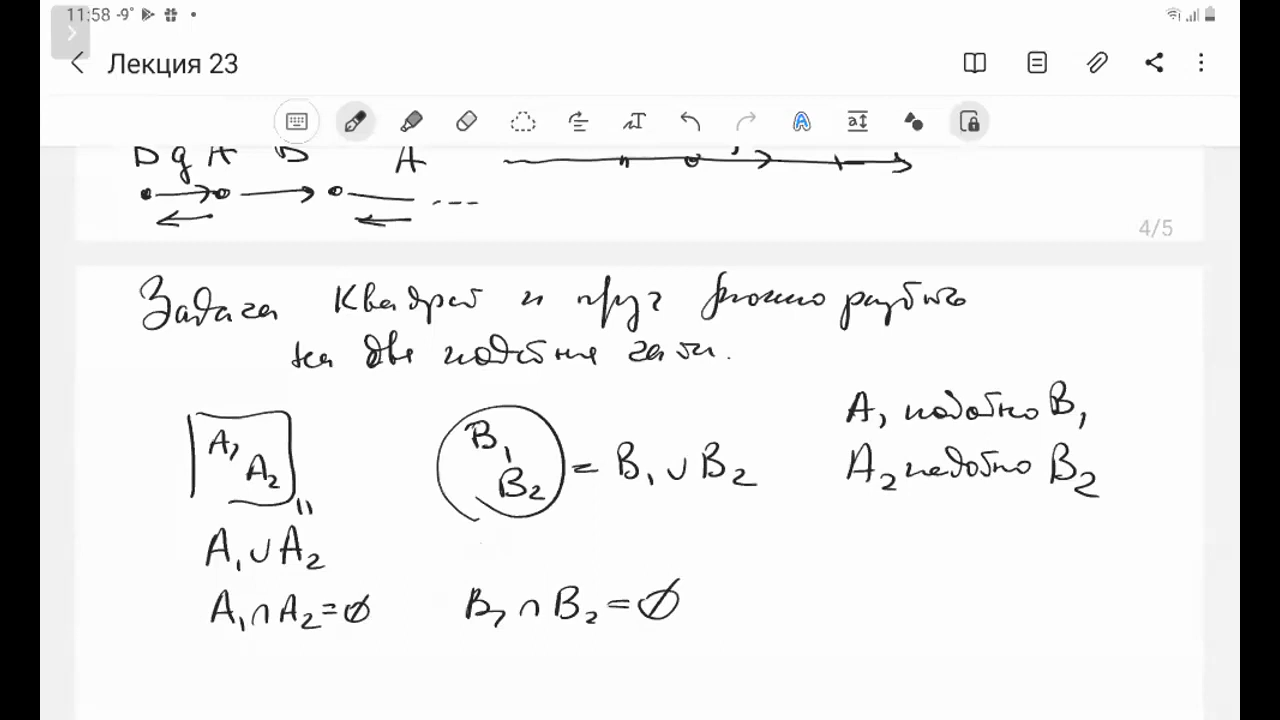 11:58 -9°
Лекция 23
D g A D A
4/5
Задача Квадрат и круг можно разбить
на две подобные части.
A₁ A₂
B₁ B₂ = B₁ ∪ B₂
A₁ подобно B₁
A₂ подобно B₂
"
A₁ ∪ A₂
A₁ ∩ A₂ = ∅ B₁ ∩ B₂ = ∅